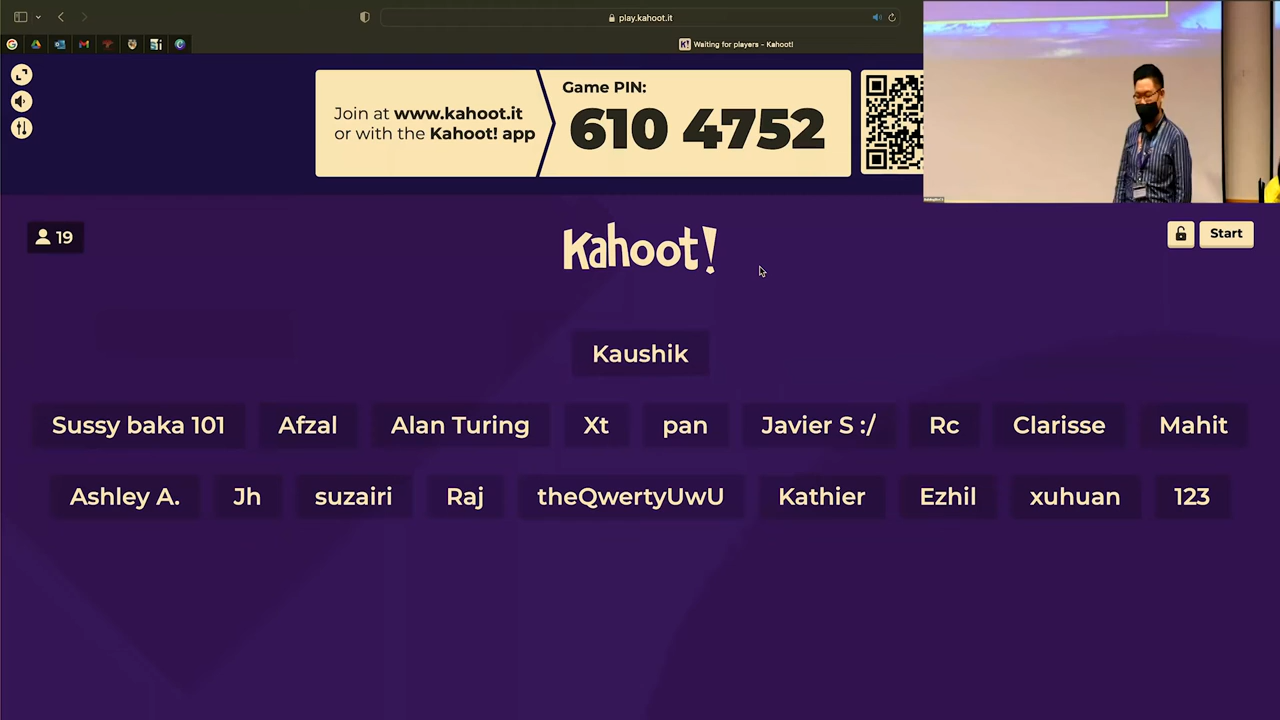 play.kahoot.it
Waiting for players - Kahoot!
Join at www.kahoot.it
or with the Kahoot! app
Game PIN:
610 4752
19
Kahoot!
Start
Kaushik
Sussy baka 101 Afzal Alan Turing Xt pan Javier S :/ Rc Clarisse Mahit
Ashley A. Jh suzairi Raj theQwertyUwU Kathier Ezhil xuhuan 123